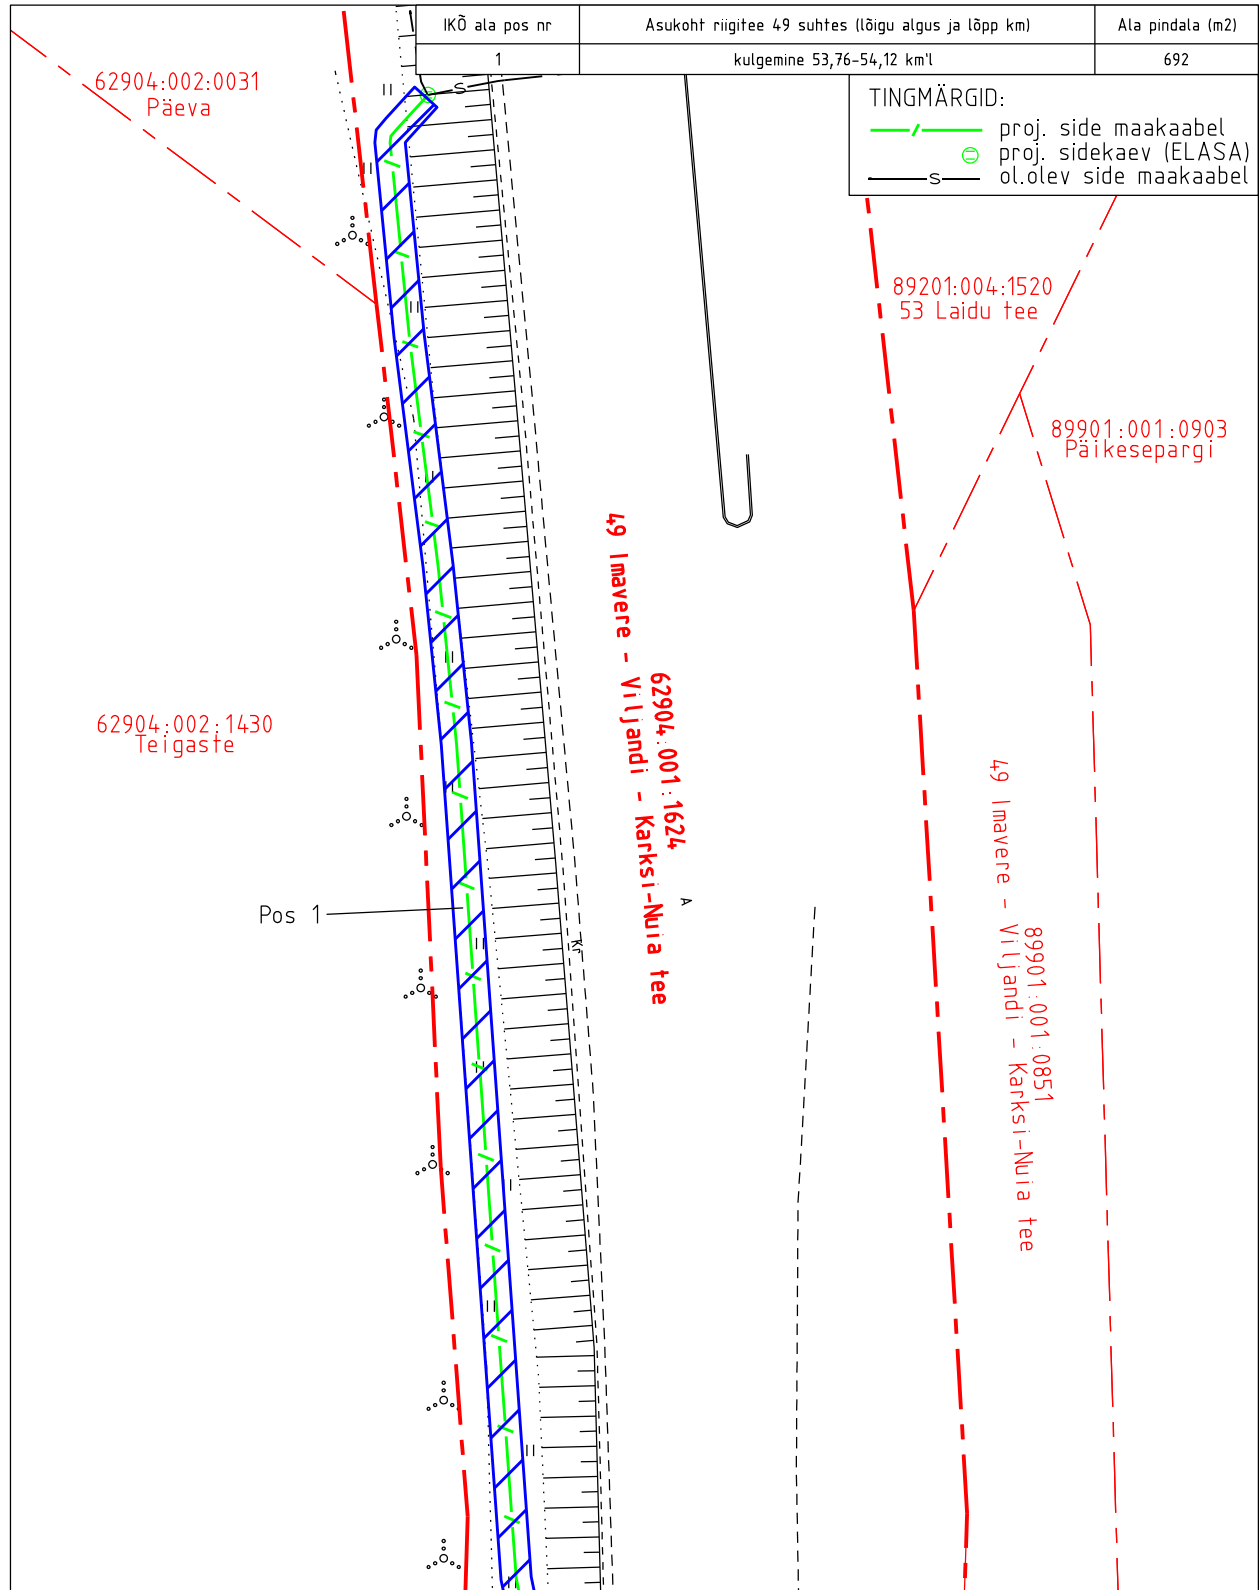 IKÕ ala pos nr
Asukoht riigitee 49 suhtes (lõigu algus ja lõpp km)
Ala pindala (m2)
1
kulgemine 53,76-54,12 km'l
692
TINGMÄRGID:
proj. side maakaabel
proj. sidekaev (ELASA)
S
ol.olev side maakaabel
S
62904:002:0031
Päeva
89201:004:1520
53 Laidu tee
89901:001:0903
Päikesepargi
62904:001:1624
49 Imavere - Viljandi - Karksi-Nuia tee
62904:002:1430
Teigaste
89901:001:0851
49 Imavere - Viljandi - Karksi-Nuia tee
Pos 1
A
Kr